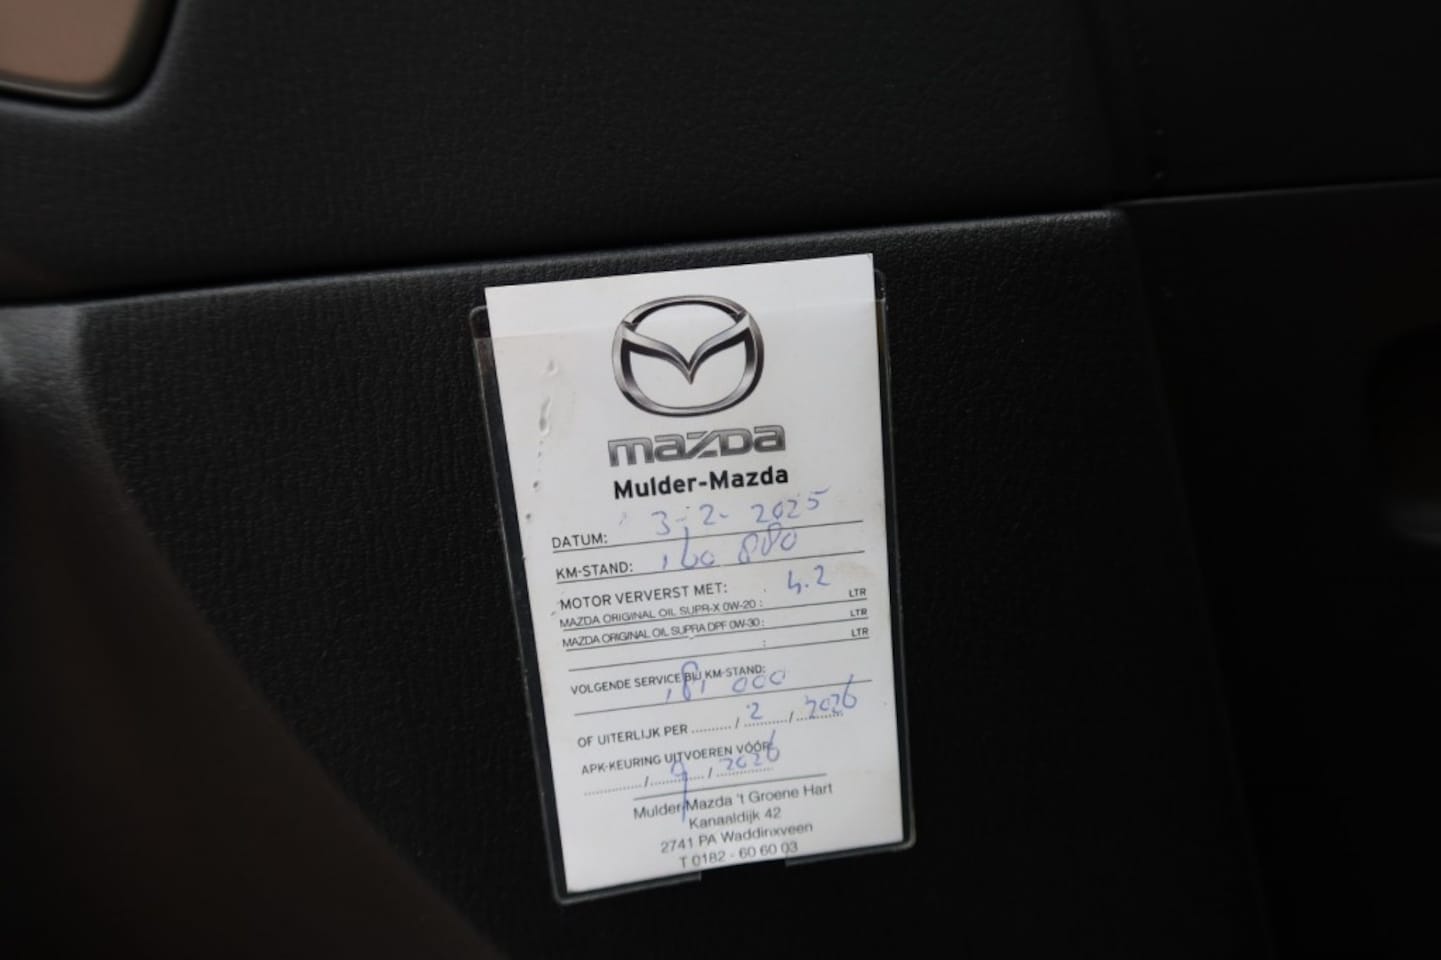 mazda
Mulder-Mazda
DATUM: 3-2-2025
KM-STAND: 160 880
MOTOR VERVERST MET: 4.2
MAZDA ORIGINAL OIL SUPRA-X 0W-20: LTR
MAZDA ORIGINAL OIL SUPRA DPF 0W-30: LTR
: LTR
VOLGENDE SERVICE BIJ KM-STAND:
181 000
OF UITERLIJK PER ........../ 2 / 2026
APK-KEURING UITVOEREN VÓÓR:
............../ 9 / 2026
Mulder-Mazda 't Groene Hart
Kanaaldijk 42
2741 PA Waddinxveen
T 0182 - 60 60 03